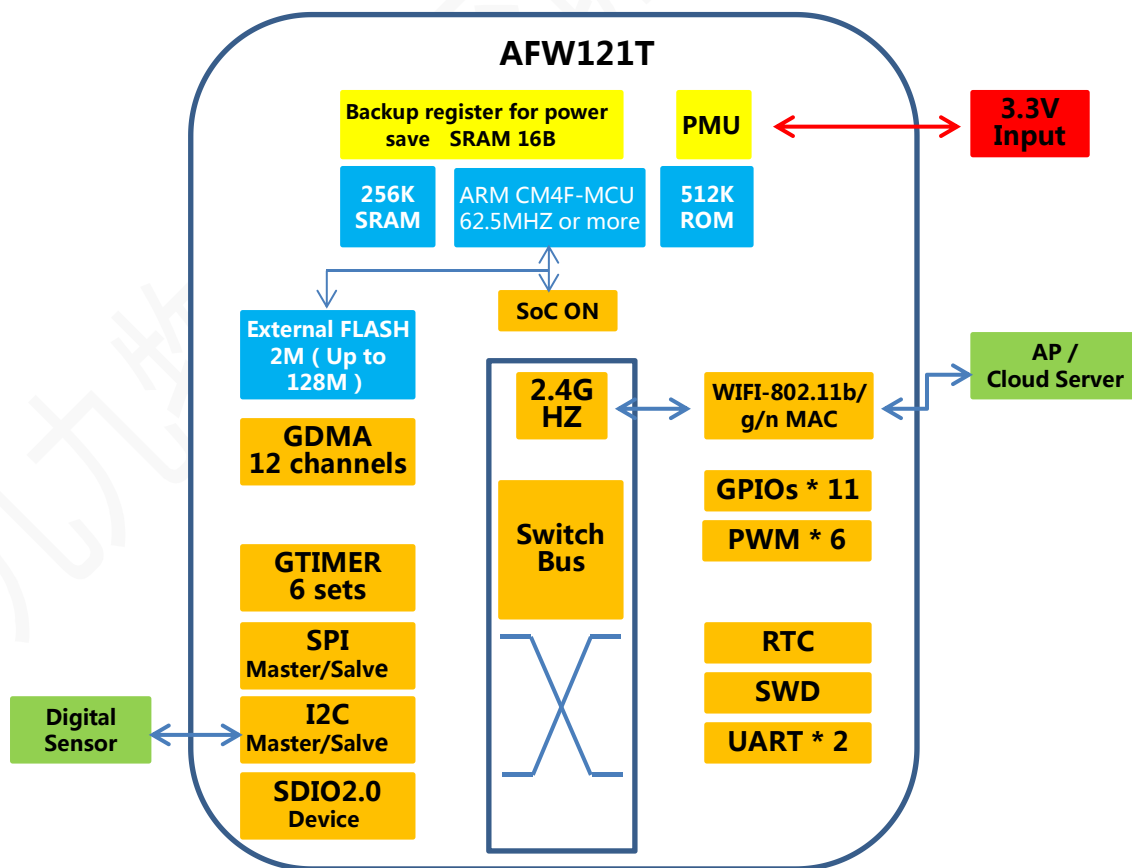 AFW121T
Backup register for power
save SRAM 16B
PMU
3.3V
Input
256K
SRAM
ARM CM4F-MCU
62.5MHZ or more
512K
ROM
SoC ON
External FLASH
2M ( Up to
128M )
2.4G
HZ
WIFI-802.11b/
g/n MAC
AP /
Cloud Server
GDMA
12 channels
GPIOs * 11
Switch
Bus
PWM * 6
GTIMER
6 sets
SPI
Master/Salve
RTC
SWD
Digital
Sensor
I2C
Master/Salve
UART * 2
SDIO2.0
Device